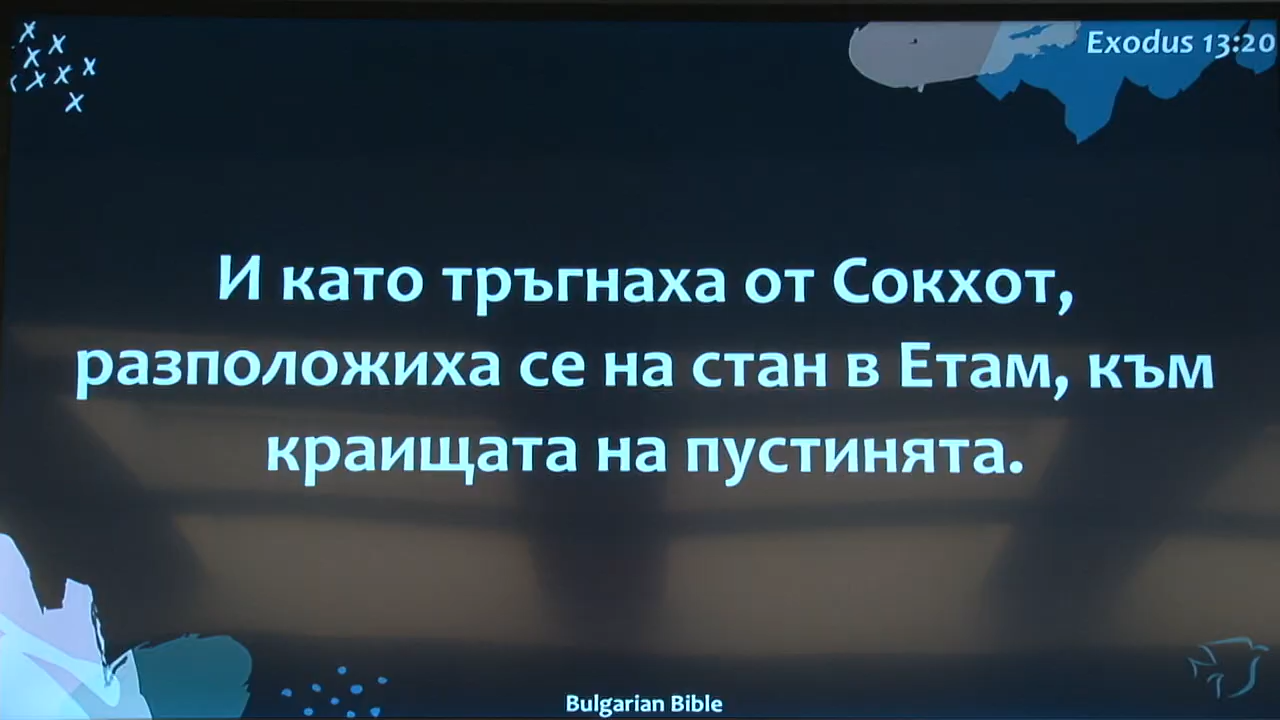 Exodus 13:20
И като тръгнаха от Сокхот,
разположиха се на стан в Етам, към
краищата на пустинята.
Bulgarian Bible